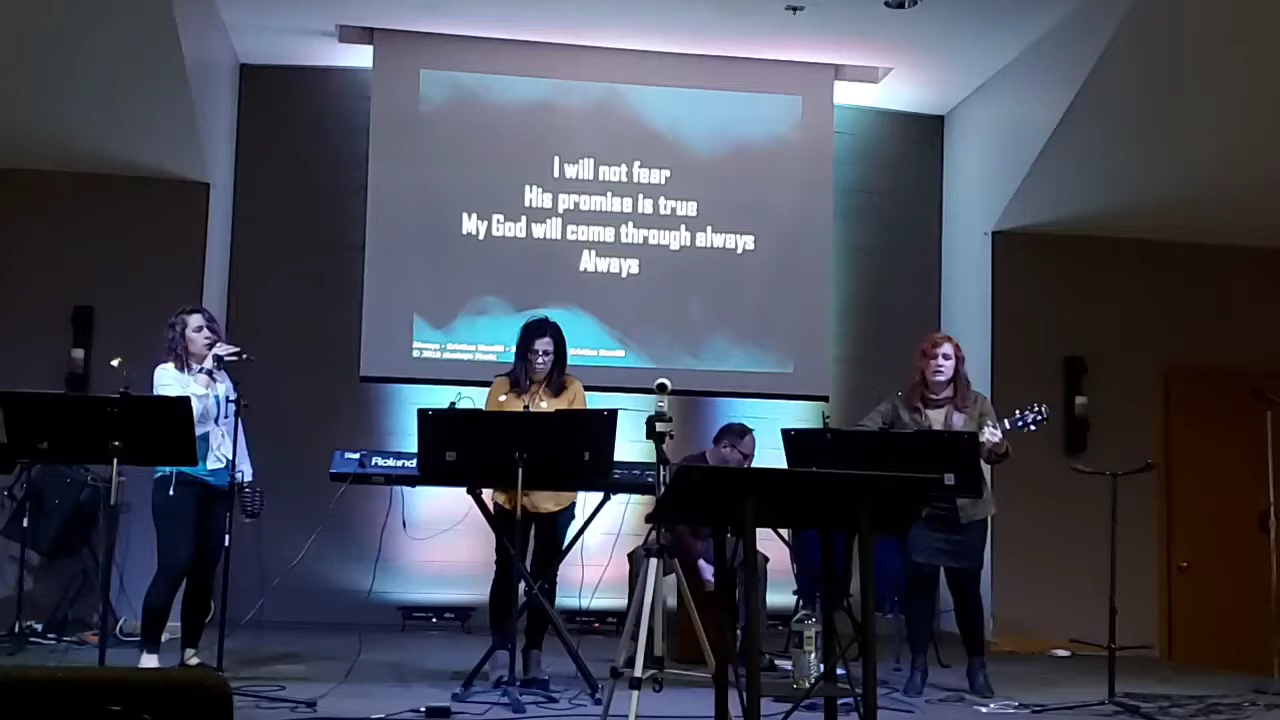 I will not fear
His promise is true
My God will come through always
Always
Roland